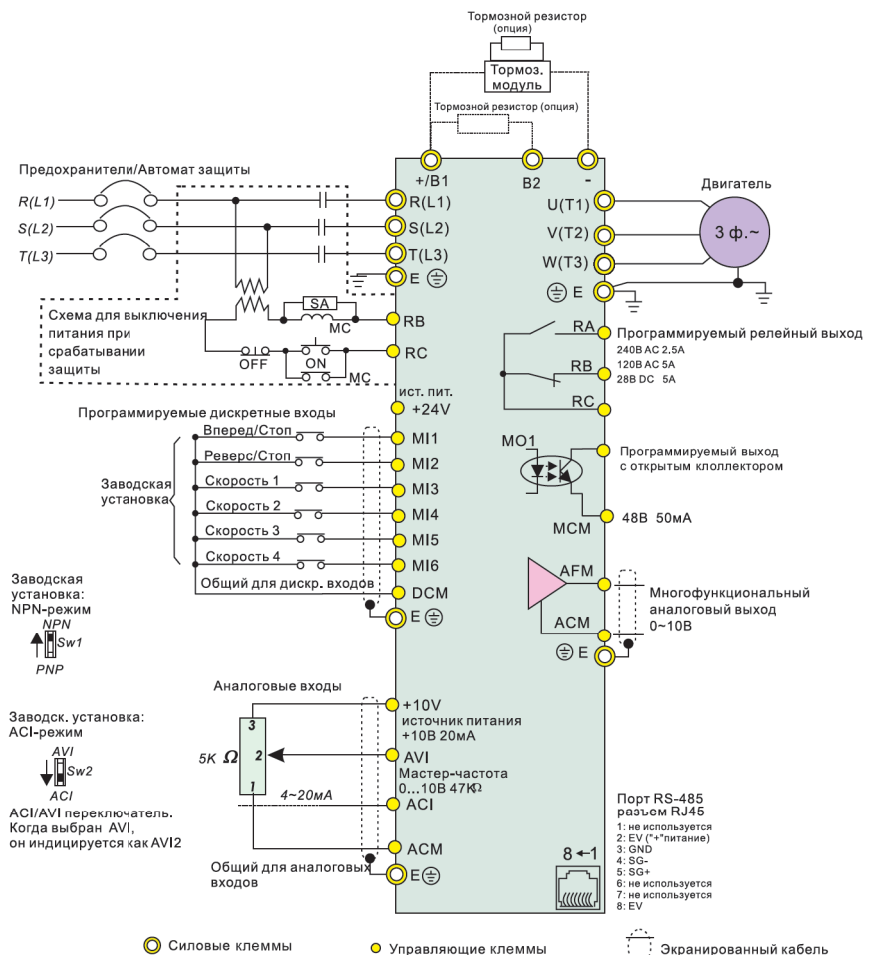 Тормозной резистор
(опция)
Тормоз.
модуль
Тормозной резистор (опция)
+/B1
B2
-
Предохранители/Автомат защиты
R(L1)
S(L2)
T(L3)
R(L1)
S(L2)
T(L3)
E
Двигатель
U(T1)
V(T2)
W(T3)
3 ф.~
E
Схема для выключения
питания при
срабатывании
защиты
SA
MC
OFF
ON
MC
RB
RC
RA
RB
RC
Программируемый релейный выход
240В AC 2,5A
120В AC 5A
28В DC 5A
ист. пит.
+24V
Программируемые дискретные входы
Вперед/Стоп
Реверс/Стоп
Скорость 1
Скорость 2
Скорость 3
Скорость 4
Общий для дискр. входов
Заводская
установка
MI1
MI2
MI3
MI4
MI5
MI6
DCM
E
MO1
MCM
Программируемый выход
с открытым клоллектором
48В 50мА
AFM
ACM
E
Многофункциональный
аналоговый выход
0~10В
Заводская
установка:
NPN-режим
NPN
Sw1
PNP
Заводск. установка:
ACI-режим
AVI
Sw2
ACI
ACI/AVI переключатель.
Когда выбран AVI,
он индицируется как AVI2
Аналоговые входы
3
5K Ω
2
1
4~20мА
Общий для аналоговых
входов
+10V
источник питания
+10В 20мА
AVI
Мастер-частота
0...10В 47KΩ
ACI
ACM
E
8←1
Порт RS-485
разъем RJ45
1: не используется
2: EV ("+"питание)
3: GND
4: SG-
5: SG+
6: не используется
7: не используется
8: EV
Силовые клеммы
Управляющие клеммы
Экранированный кабель